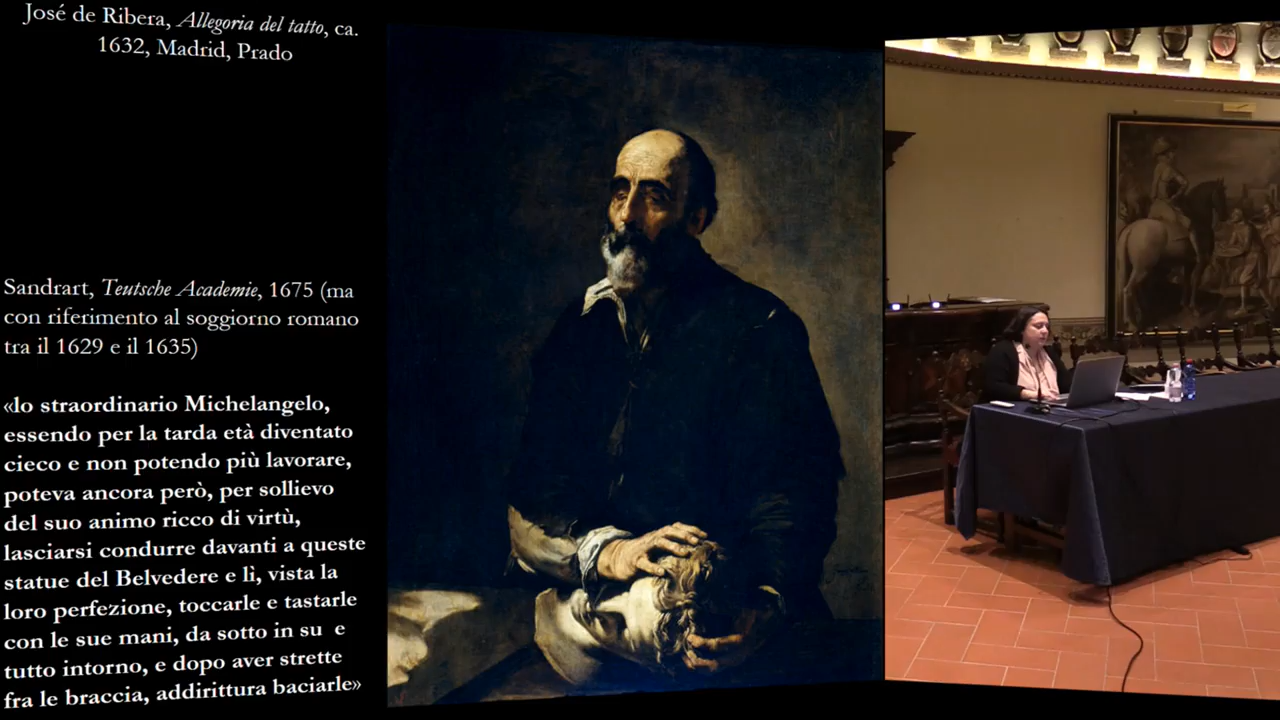 José de Ribera, Allegoria del tatto, ca.
1632, Madrid, Prado
Sandrart, Teutsche Academie, 1675 (ma
con riferimento al soggiorno romano
tra il 1629 e il 1635)
«lo straordinario Michelangelo,
essendo per la tarda età diventato
cieco e non potendo più lavorare,
poteva ancora però, per sollievo
del suo animo ricco di virtù,
lasciarsi condurre davanti a queste
statue del Belvedere e lì, vista la
loro perfezione, toccarle e tastarle
con le sue mani, da sotto in su e
tutto intorno, e dopo aver strette
fra le braccia, addirittura baciarle»